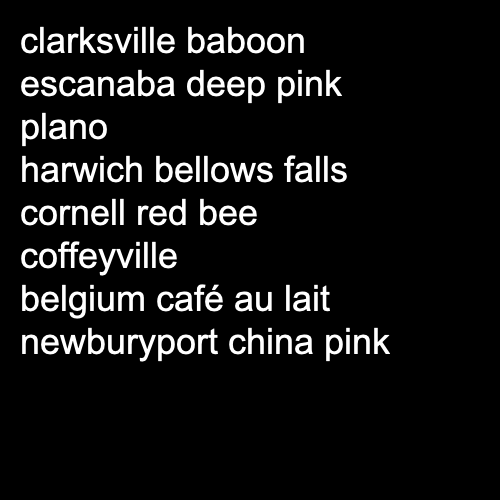 clarksville baboon
escanaba deep pink
plano
harwich bellows falls
cornell red bee
coffeyville
belgium café au lait
newburyport china pink